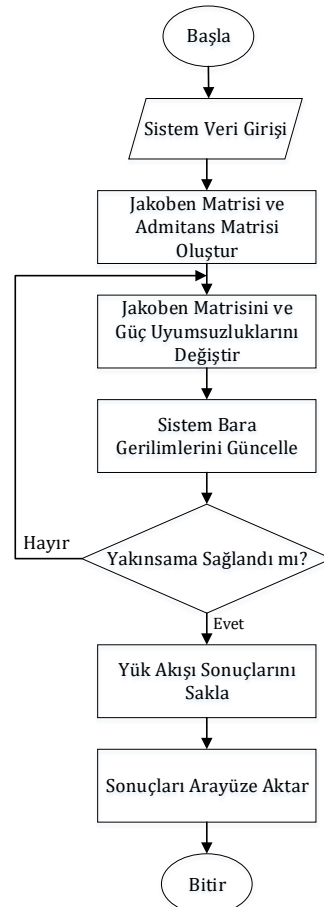 Başla
Sistem Veri Girişi
Jakoben Matrisi ve
Admitans Matrisi
Oluştur
Jakoben Matrisini ve
Güç Uyumsuzluklarını
Değiştir
Sistem Bara
Gerilimlerini Güncelle
Hayır
Yakınsama Sağlandı mı?
Evet
Yük Akışı Sonuçlarını
Sakla
Sonuçları Arayüze Aktar
Bitir